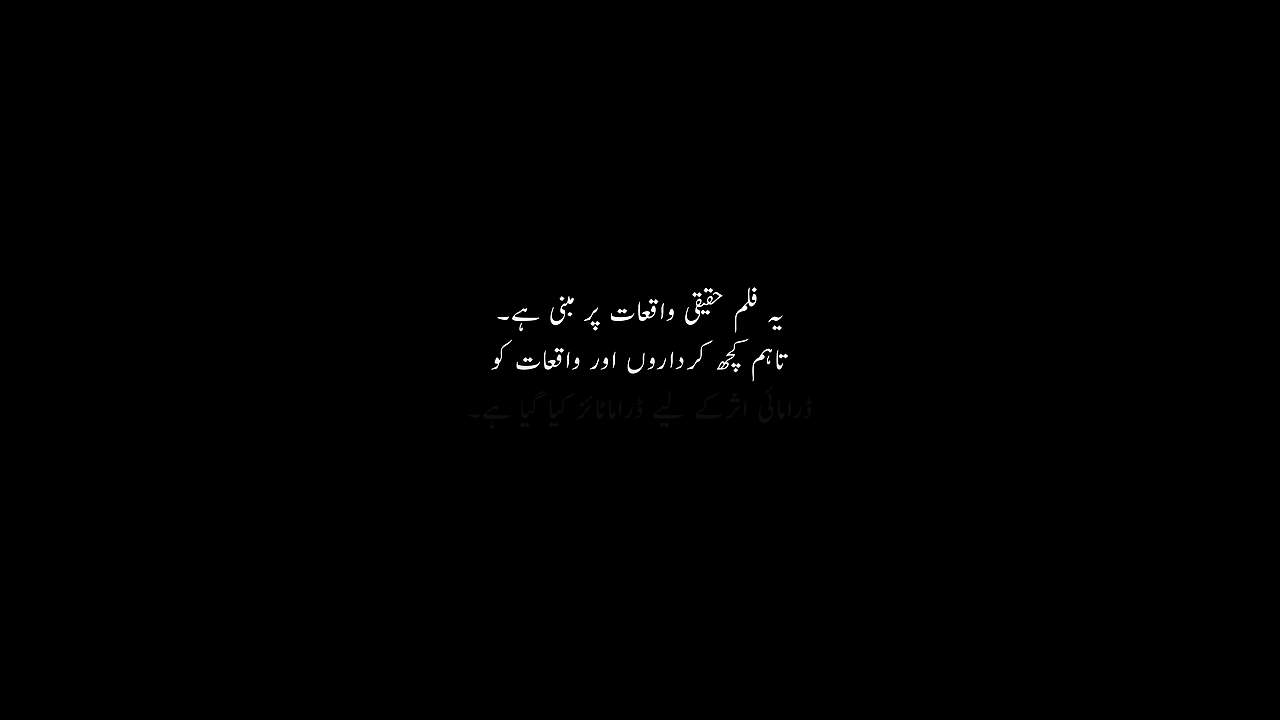 یہ فلم حقیقی واقعات پر مبنی ہے۔
تاہم کچھ کرداروں اور واقعات کو
ڈرامائی اثر کے لیے ڈراماٹائز کیا گیا ہے۔